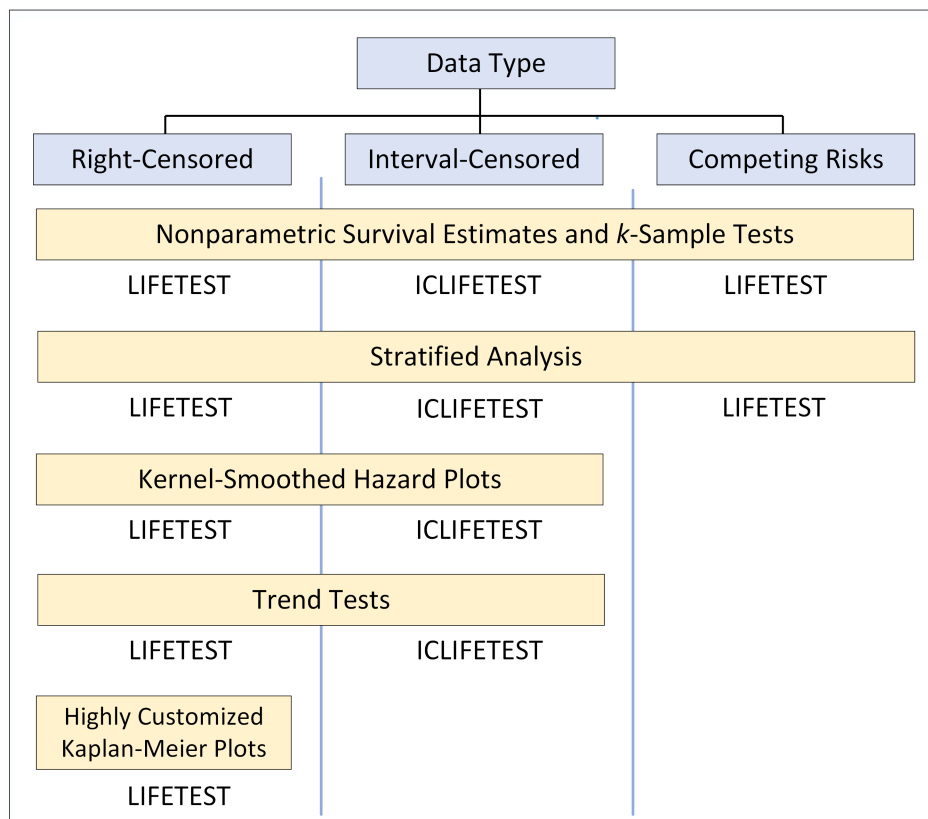 Data Type
Right-Censored
Interval-Censored
Competing Risks
Nonparametric Survival Estimates and k-Sample Tests
LIFETEST
ICLIFETEST
LIFETEST
Stratified Analysis
LIFETEST
ICLIFETEST
LIFETEST
Kernel-Smoothed Hazard Plots
LIFETEST
ICLIFETEST
Trend Tests
LIFETEST
ICLIFETEST
Highly Customized
Kaplan-Meier Plots
LIFETEST